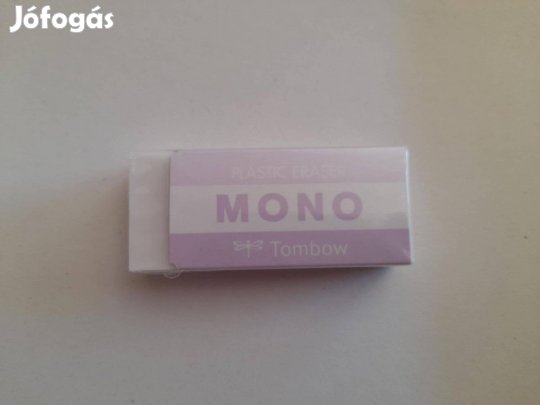 Jófogás
PLASTIC ERASER
MONO
Tombow